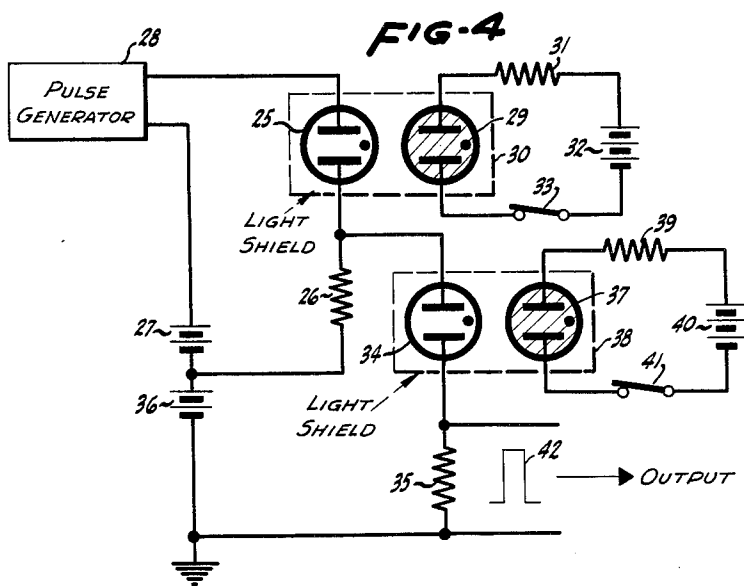 FIG-4
28
PULSE
GENERATOR
31
25
29
30
32
33
LIGHT
SHIELD
39
26
37
27
34
38
40
41
36
LIGHT
SHIELD
35
42
OUTPUT